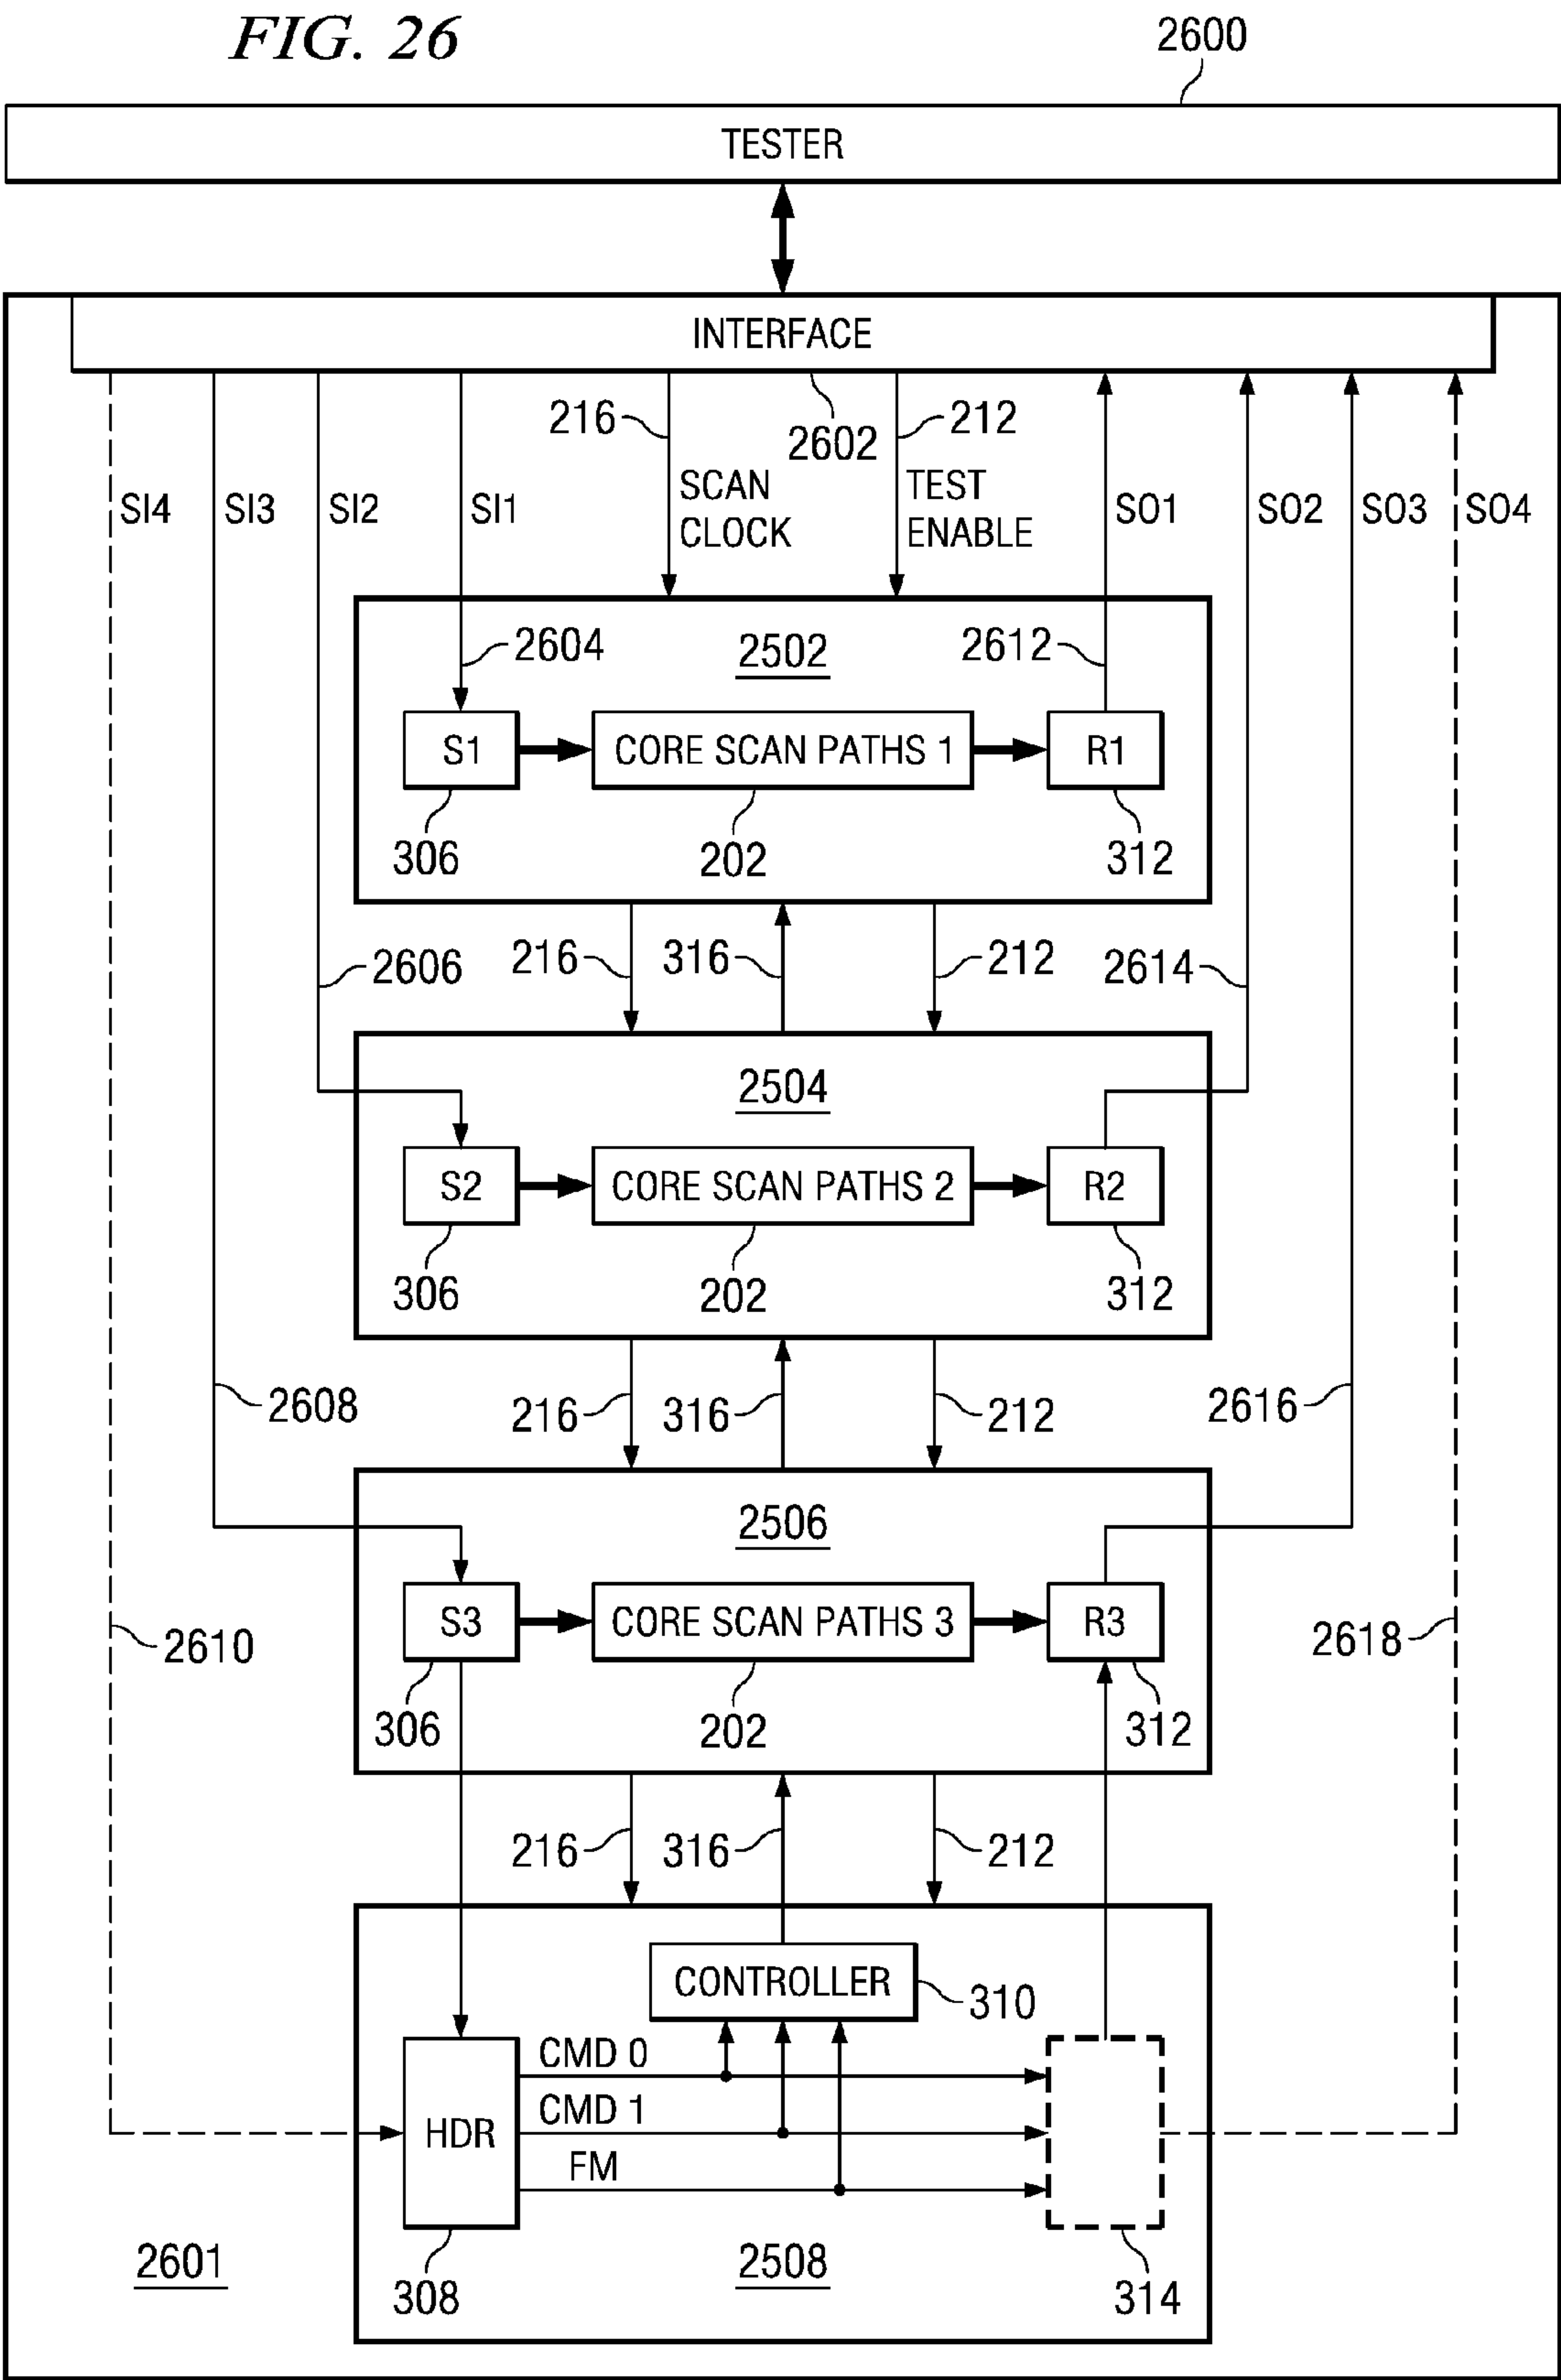 FIG. 26
2600
TESTER
INTERFACE
216
2602
212
SI4
SI3
SI2
SI1
SCAN
CLOCK
TEST
ENABLE
SO1
SO2
SO3
SO4
2604
2502
2612
S1
CORE SCAN PATHS 1
R1
306
202
312
2606
216
316
212
2614
2504
S2
CORE SCAN PATHS 2
R2
306
202
312
2608
216
316
212
2616
2506
S3
CORE SCAN PATHS 3
R3
2610
2618
306
202
312
216
316
212
CONTROLLER
310
CMD 0
CMD 1
HDR
FM
2601
308
2508
314